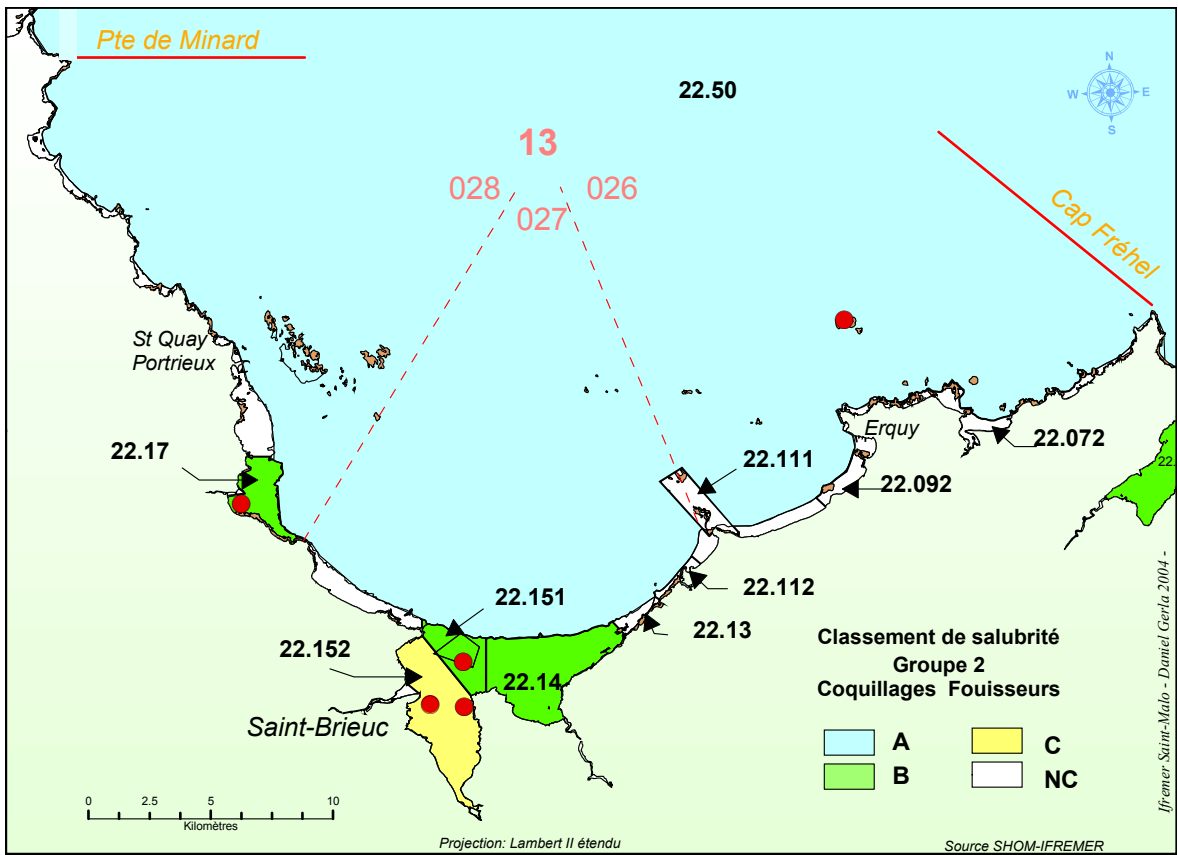 Pte de Minard
22.50
N
W
E
S
13
028
026
027
Cap Fréhel
St Quay
Portrieux
Erquy
22.072
22.17
22.111
22.092
22.
22.151
22.112
22.13
22.152
22.14
Saint-Brieuc
Classement de salubrité
Groupe 2
Coquillages Fouisseurs
A
C
B
NC
0
2.5
5
10
Kilomètres
Projection: Lambert II étendu
Source SHOM-IFREMER
Ifremer Saint-Malo - Daniel Gerla 2004 -